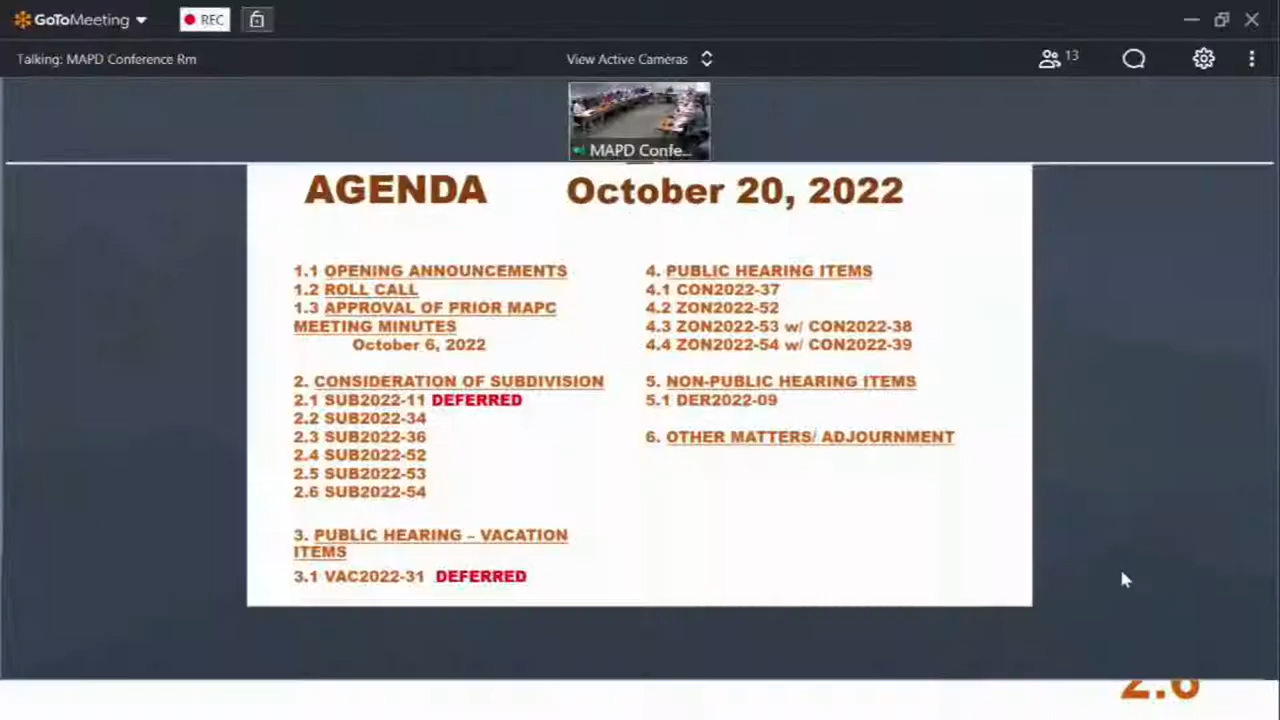 GoToMeeting
REC
Talking: MAPD Conference Rm
View Active Cameras
13
MAPD Confe...
AGENDA October 20, 2022
1.1 OPENING ANNOUNCEMENTS
1.2 ROLL CALL
1.3 APPROVAL OF PRIOR MAPC
MEETING MINUTES
October 6, 2022
2. CONSIDERATION OF SUBDIVISION
2.1 SUB2022-11 DEFERRED
2.2 SUB2022-34
2.3 SUB2022-36
2.4 SUB2022-52
2.5 SUB2022-53
2.6 SUB2022-54
3. PUBLIC HEARING – VACATION
ITEMS
3.1 VAC2022-31 DEFERRED
4. PUBLIC HEARING ITEMS
4.1 CON2022-37
4.2 ZON2022-52
4.3 ZON2022-53 w/ CON2022-38
4.4 ZON2022-54 w/ CON2022-39
5. NON-PUBLIC HEARING ITEMS
5.1 DER2022-09
6. OTHER MATTERS/ ADJOURNMENT
2.6